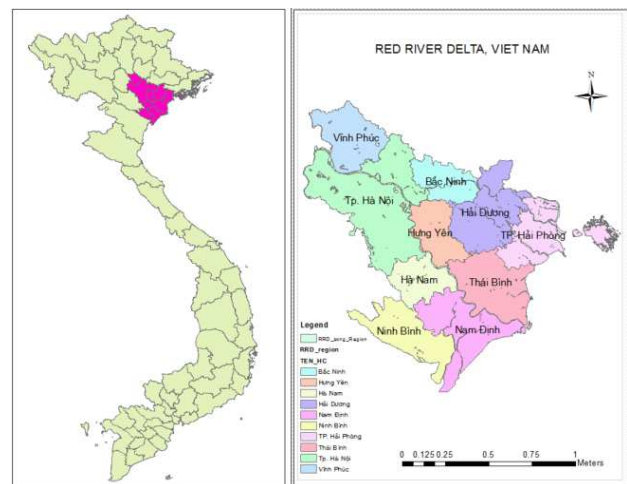 RED RIVER DELTA, VIET NAM
N
Vĩnh Phúc
Bắc Ninh
Tp. Hà Nội
Hải Dương
Hưng Yên
TP. Hải Phòng
Hà Nam
Thái Bình
Ninh Bình
Nam Định
Legend
RRD_song_Region
RRD_region
TEN_HC
Bắc Ninh
Hưng Yên
Hà Nam
Hải Dương
Nam Định
Ninh Bình
TP. Hải Phòng
Thái Bình
Tp. Hà Nội
Vĩnh Phúc
0 0.125 0.25 0.5 0.75 1
Meters